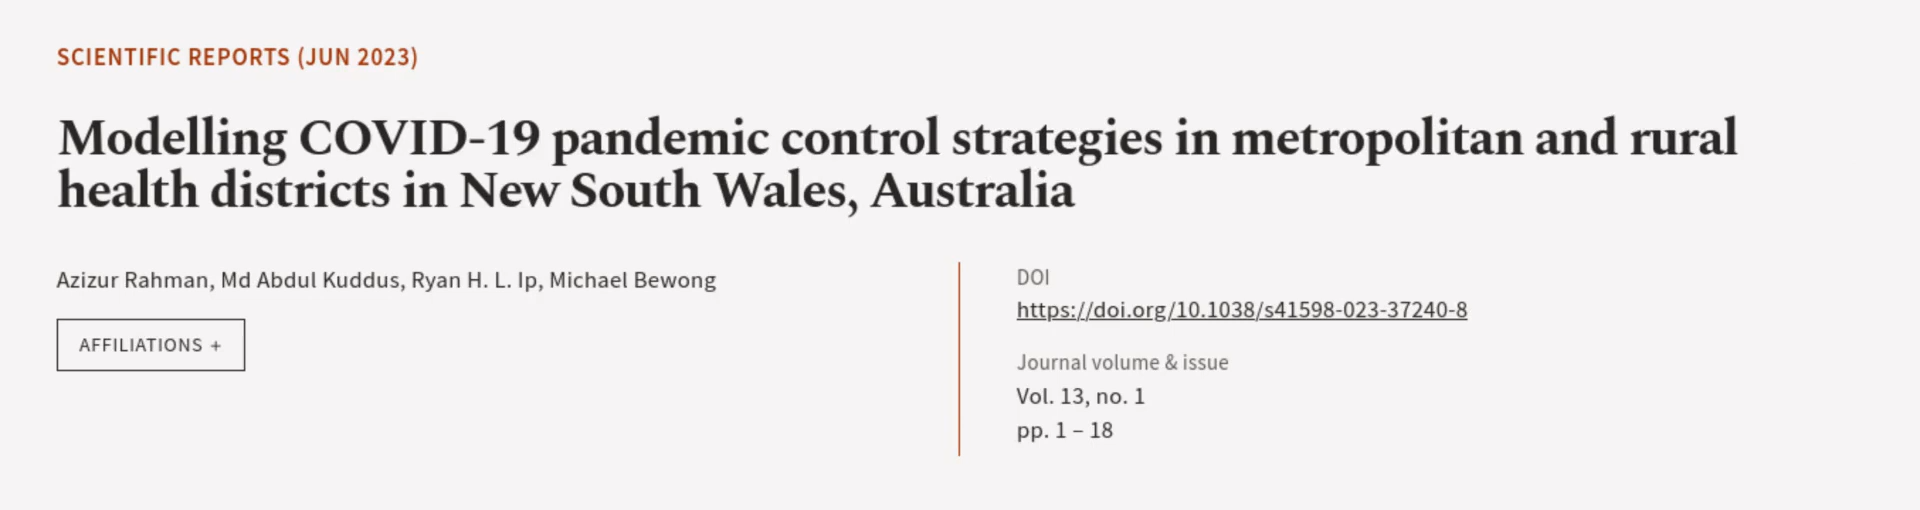 SCIENTIFIC REPORTS (JUN 2023)
Modelling COVID-19 pandemic control strategies in metropolitan and rural
health districts in New South Wales, Australia
Azizur Rahman, Md Abdul Kuddus, Ryan H. L. Ip, Michael Bewong
AFFILIATIONS +
DOI
https://doi.org/10.1038/s41598-023-37240-8
Journal volume & issue
Vol. 13, no. 1
pp. 1 – 18